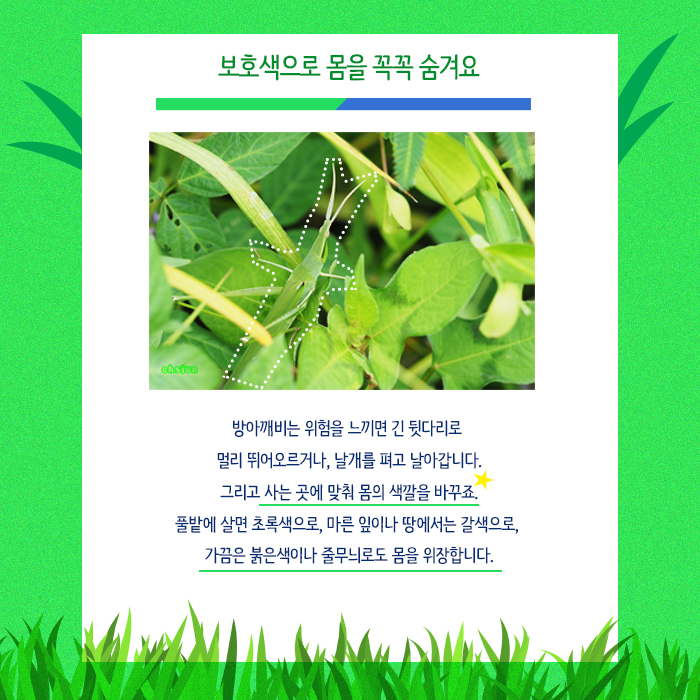 보호색으로 몸을 꼭꼭 숨겨요
chsivn
방아깨비는 위험을 느끼면 긴 뒷다리로
멀리 뛰어오르거나, 날개를 펴고 날아갑니다.
그리고 사는 곳에 맞춰 몸의 색깔을 바꾸죠.
풀밭에 살면 초록색으로, 마른 잎이나 땅에서는 갈색으로,
가끔은 붉은색이나 줄무늬로도 몸을 위장합니다.